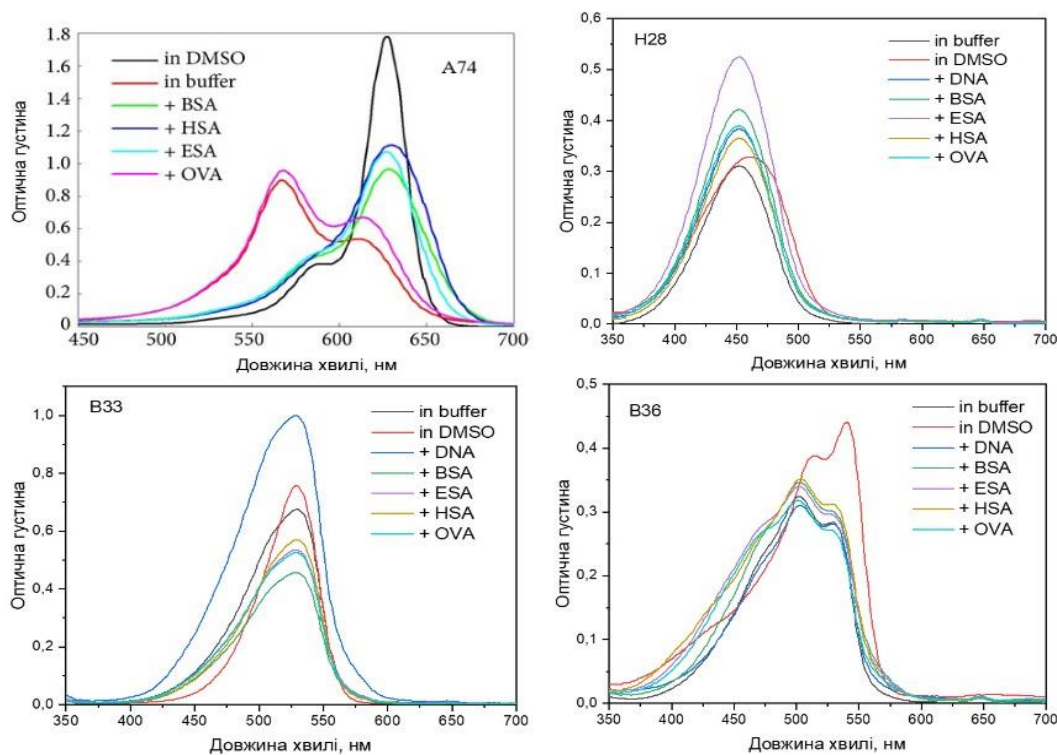 A74
in DMSO
in buffer
+ BSA
+ HSA
+ ESA
+ OVA
Оптична густина
1.8
1.6
1.4
1.2
1.0
0.8
0.6
0.4
0.2
0
450 500 550 600 650 700
Довжина хвилі, нм
H28
in buffer
in DMSO
+ DNA
+ BSA
+ ESA
+ HSA
+ OVA
Оптична густина
0,6
0,5
0,4
0,3
0,2
0,1
0,0
350 400 450 500 550 600 650 700
Довжина хвилі, нм
B33
in buffer
in DMSO
+ DNA
+ BSA
+ ESA
+ HSA
+ OVA
Оптична густина
1,0
0,8
0,6
0,4
0,2
0,0
350 400 450 500 550 600 650 700
Довжина хвилі, нм
B36
in buffer
in DMSO
+ DNA
+ BSA
+ ESA
+ HSA
+ OVA
Оптична густина
0,5
0,4
0,3
0,2
0,1
0,0
350 400 450 500 550 600 650 700
Довжина хвилі, нм